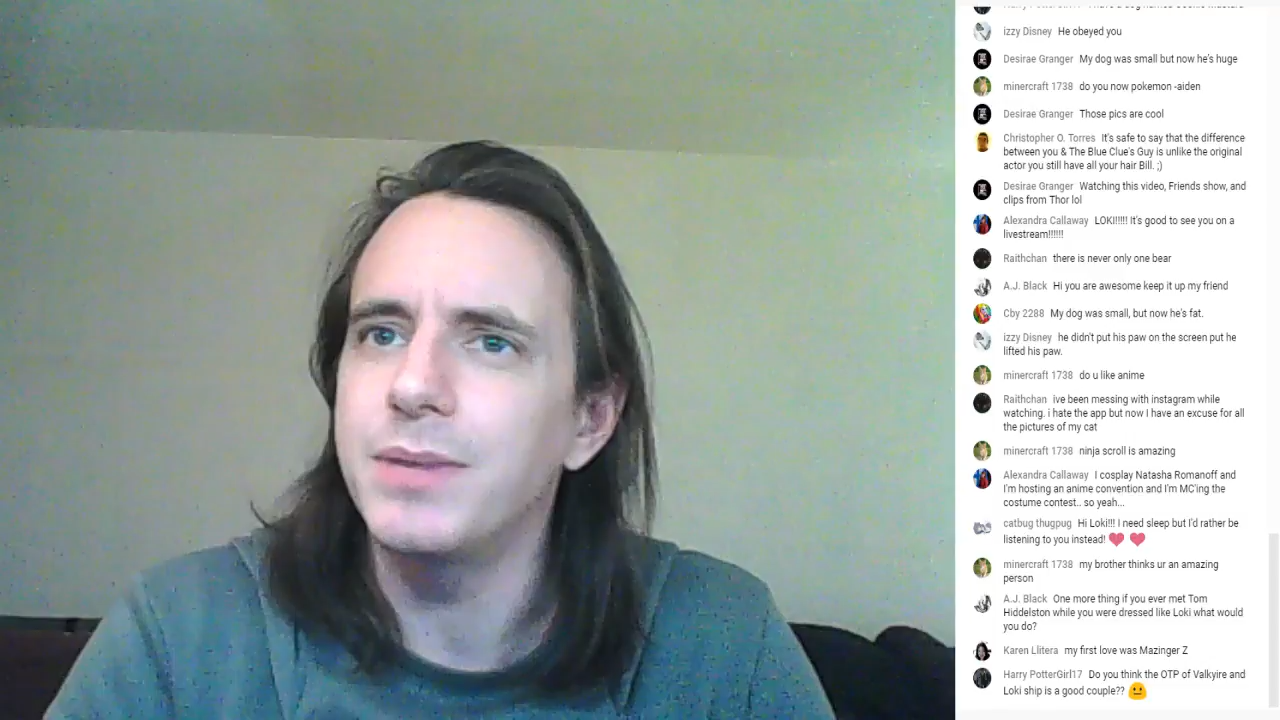 izzy Disney He obeyed you
Desirae Granger My dog was small but now he's huge
minercraft 1738 do you now pokemon -aiden
Desirae Granger Those pics are cool
Christopher O. Torres It's safe to say that the difference
between you & The Blue Clue's Guy is unlike the original
actor you still have all your hair Bill. ;)
Desirae Granger Watching this video, Friends show, and
clips from Thor lol
Alexandra Callaway LOKI!!!!! It's good to see you on a
livestream!!!!!!
Raithchan there is never only one bear
A.J. Black Hi you are awesome keep it up my friend
Cby 2288 My dog was small, but now he's fat.
izzy Disney he didn't put his paw on the screen put he
lifted his paw.
minercraft 1738 do u like anime
Raithchan ive been messing with instagram while
watching. i hate the app but now I have an excuse for all
the pictures of my cat
minercraft 1738 ninja scroll is amazing
Alexandra Callaway I cosplay Natasha Romanoff and
I'm hosting an anime convention and I'm MC'ing the
costume contest.. so yeah...
catbug thugpug Hi Loki!!! I need sleep but I'd rather be
listening to you instead!
minercraft 1738 my brother thinks ur an amazing
person
A.J. Black One more thing if you ever met Tom
Hiddelston while you were dressed like Loki what would
you do?
Karen Llitera my first love was Mazinger Z
Harry PotterGirl17 Do you think the OTP of Valkyire and
Loki ship is a good couple??